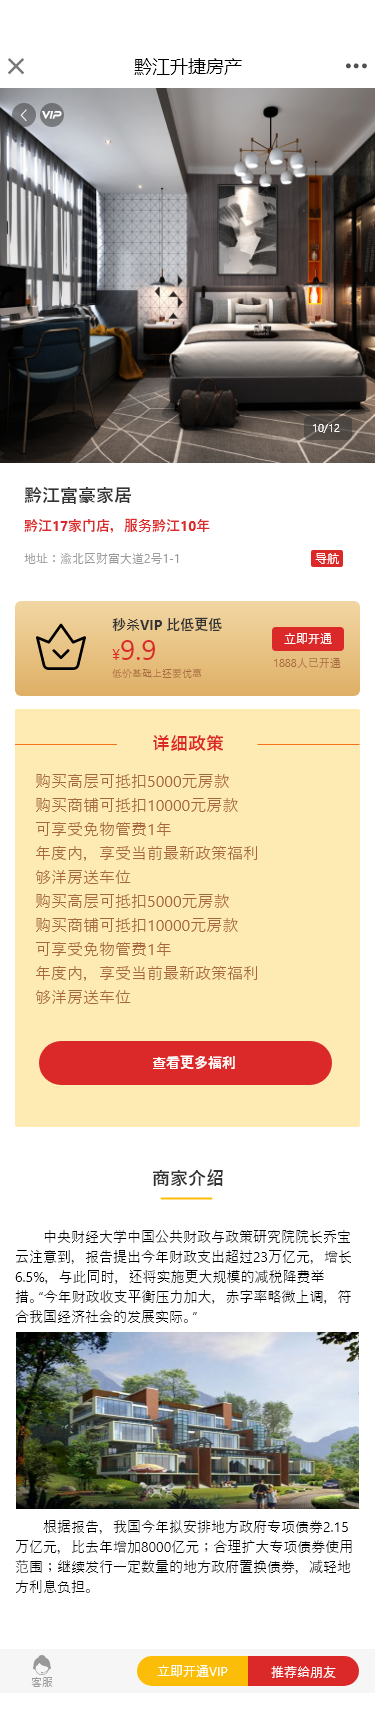 黔江升捷房产
VIP
10/12
黔江富豪家居
黔江17家门店，服务黔江10年
地址：渝北区财富大道2号1-1
导航
秒杀VIP 比低更低
¥9.9
低价基础上还要优惠
立即开通
1888人已开通
详细政策
购买高层可抵扣5000元房款
购买商铺可抵扣10000元房款
可享受免物管费1年
年度内，享受当前最新政策福利
够洋房送车位
购买高层可抵扣5000元房款
购买商铺可抵扣10000元房款
可享受免物管费1年
年度内，享受当前最新政策福利
够洋房送车位
查看更多福利
商家介绍
中央财经大学中国公共财政与政策研究院院长乔宝
云注意到，报告提出今年财政支出超过23万亿元，增长
6.5%，与此同时，还将实施更大规模的减税降费举
措。“今年财政收支平衡压力加大，赤字率略微上调，符
合我国经济社会的发展实际。”
根据报告，我国今年拟安排地方政府专项债券2.15
万亿元，比去年增加8000亿元；合理扩大专项债券使用
范围；继续发行一定数量的地方政府置换债券，减轻地
方利息负担。
客服
立即开通VIP
推荐给朋友